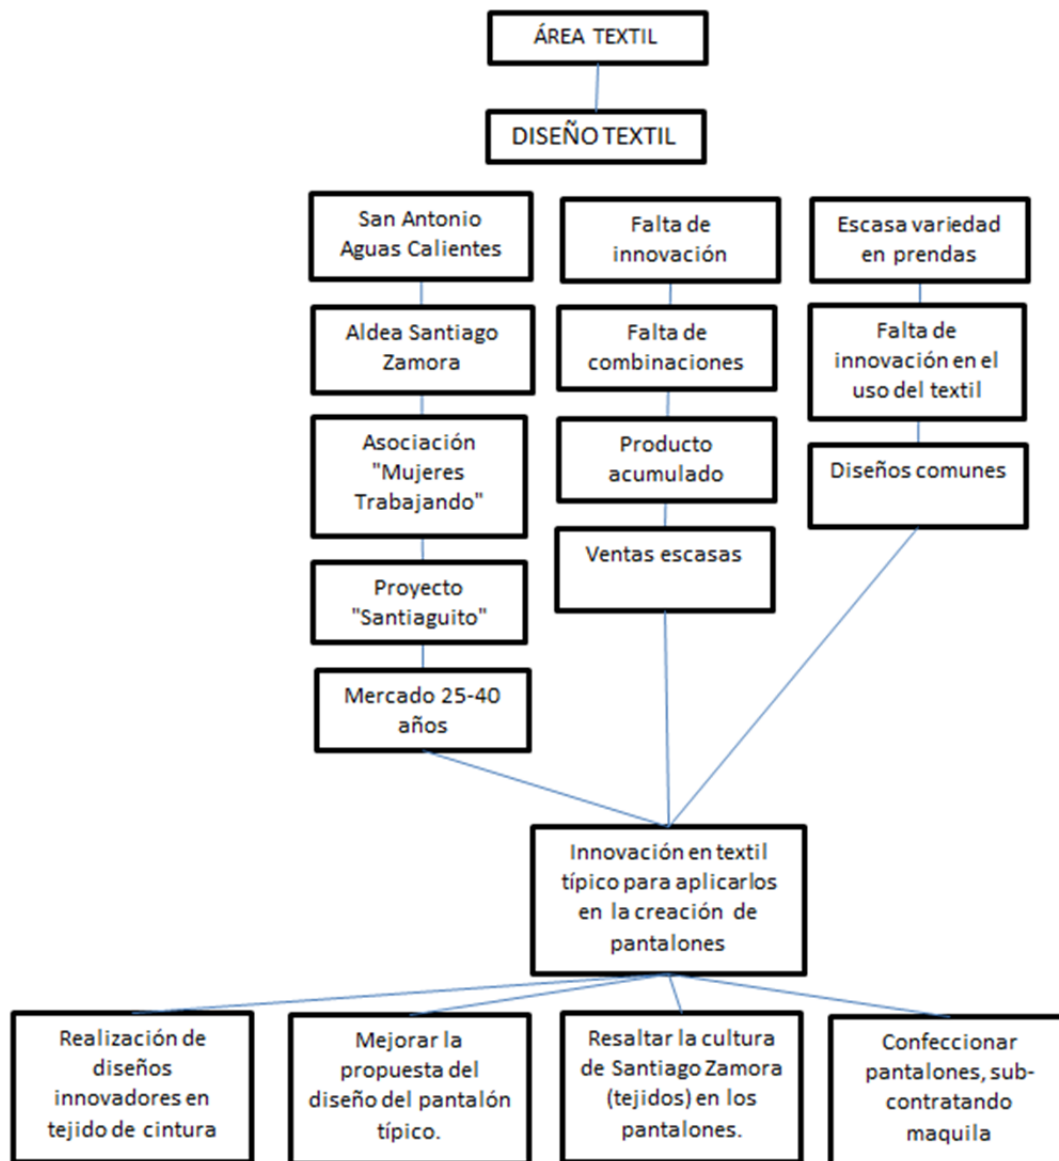 ÁREA TEXTIL
DISEÑO TEXTIL
San Antonio
Aguas Calientes
Aldea Santiago
Zamora
Asociación
"Mujeres
Trabajando"
Proyecto
"Santiaguito"
Mercado 25-40
años
Falta de
innovación
Falta de
combinaciones
Producto
acumulado
Ventas escasas
Escasa variedad
en prendas
Falta de
innovación en el
uso del textil
Diseños comunes
Innovación en textil
típico para aplicarlos
en la creación de
pantalones
Realización de
diseños
innovadores en
tejido de cintura
Mejorar la
propuesta del
diseño del pantalón
típico.
Resaltar la cultura
de Santiago Zamora
(tejidos) en los
pantalones.
Confeccionar
pantalones, sub-
contratando
maquila